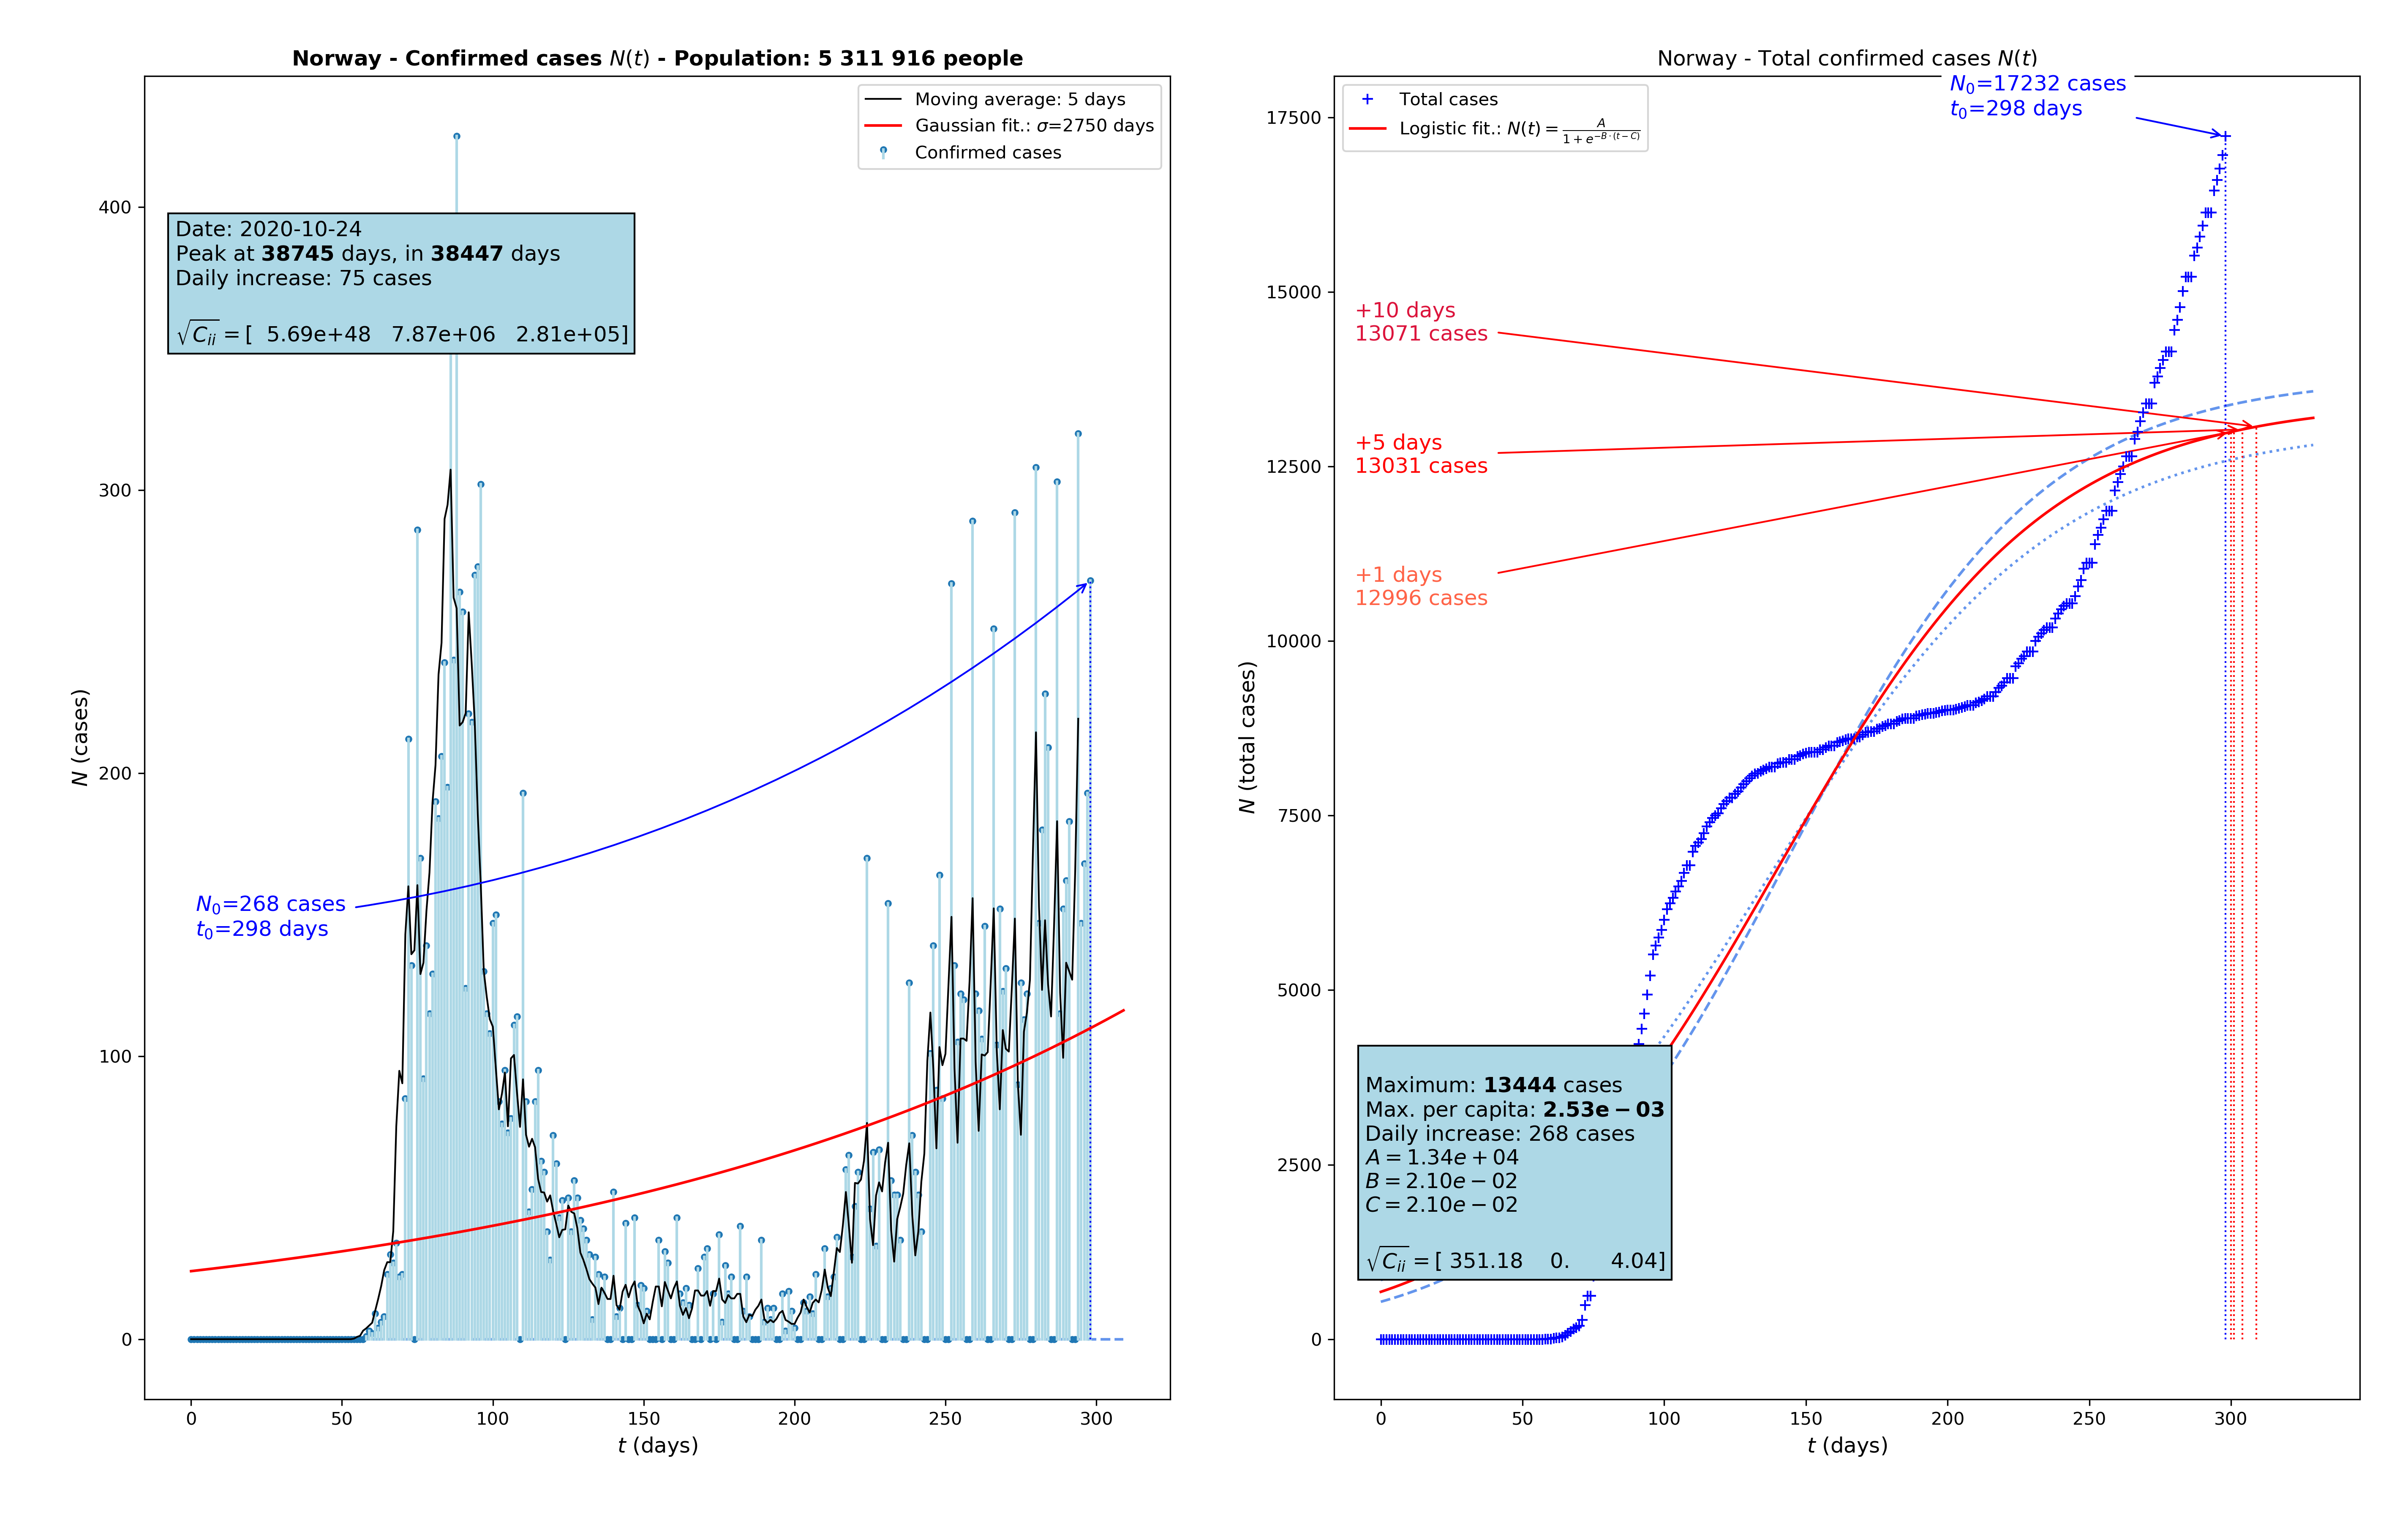 Norway - Confirmed cases N(t) - Population: 5 311 916 people
Moving average: 5 days
Gaussian fit.: σ=2750 days
Confirmed cases
Date: 2020-10-24
Peak at 38745 days, in 38447 days
Daily increase: 75 cases
√C_ii = [ 5.69e+48 7.87e+06 2.81e+05]
N_0=268 cases
t_0=298 days
N (cases)
400
300
200
100
0
0 50 100 150 200 250 300
t (days)
Norway - Total confirmed cases N(t)
N_0=17232 cases
t_0=298 days
Total cases
Logistic fit.: N(t) = A / (1 + e^{-B·(t-C)})
+10 days
13071 cases
+5 days
13031 cases
+1 days
12996 cases
Maximum: 13444 cases
Max. per capita: 2.53e − 03
Daily increase: 268 cases
A = 1.34e + 04
B = 2.10e − 02
C = 2.10e − 02
√C_ii = [ 351.18 0. 4.04]
N (total cases)
17500
15000
12500
10000
7500
5000
2500
0
0 50 100 150 200 250 300
t (days)